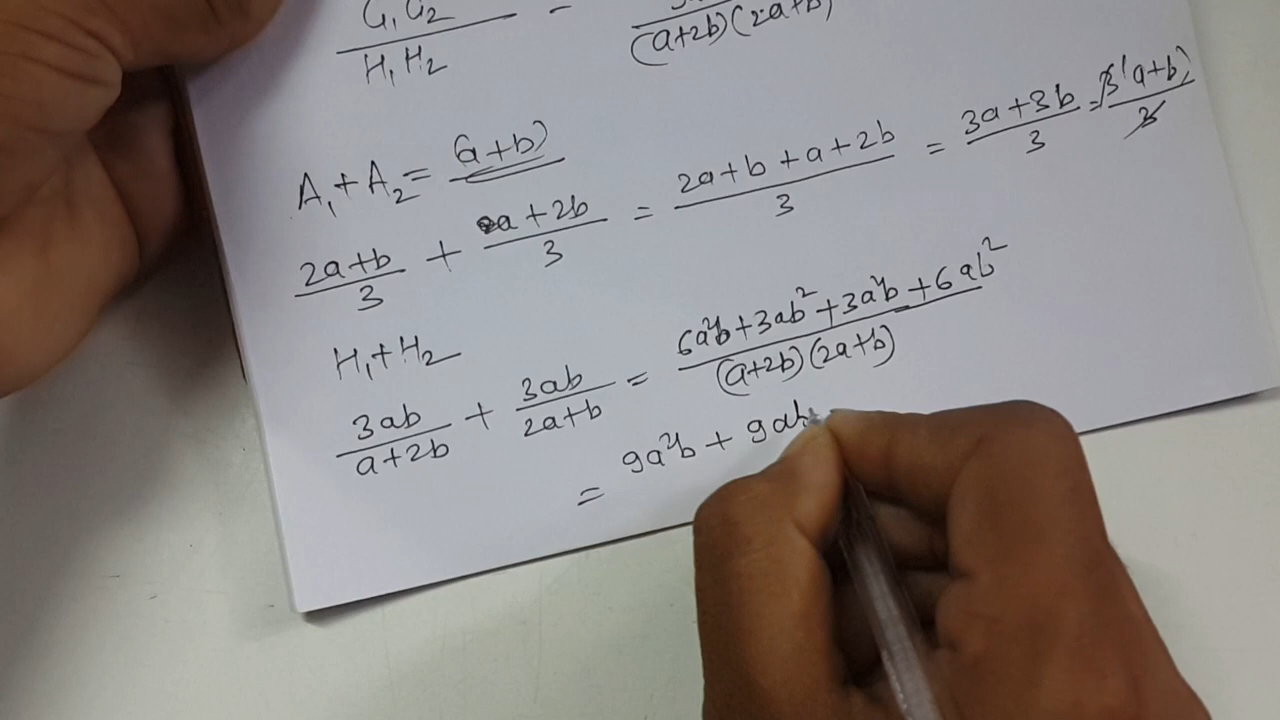 G₁G₂/H₁H₂ = /(a+2b)(2a+b)
A₁+A₂ = (a+b)
(2a+b)/3 + (a+2b)/3 = (2a+b+a+2b)/3 = (3a+3b)/3 = 3(a+b)/3
H₁+H₂
3ab/(a+2b) + 3ab/(2a+b) = (6a²b+3ab²+3a²b+6ab²)/(a+2b)(2a+b)
= 9a²b + 9ab